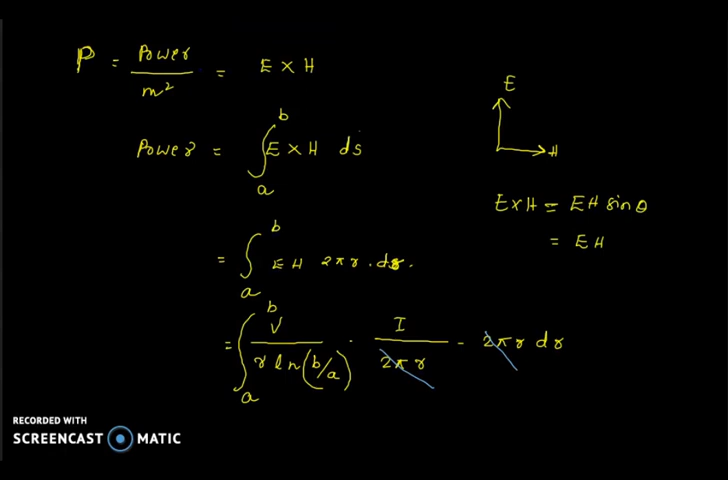 P = Power / m² = E × H
E
H
Power = ∫ₐᵇ E × H ds
E×H = EH sinθ
= EH
= ∫ₐᵇ EH 2πr . dr.
= ∫ₐᵇ V / r ln(b/a) · I / 2πr - 2πr dr
RECORDED WITH
SCREENCAST MATIC